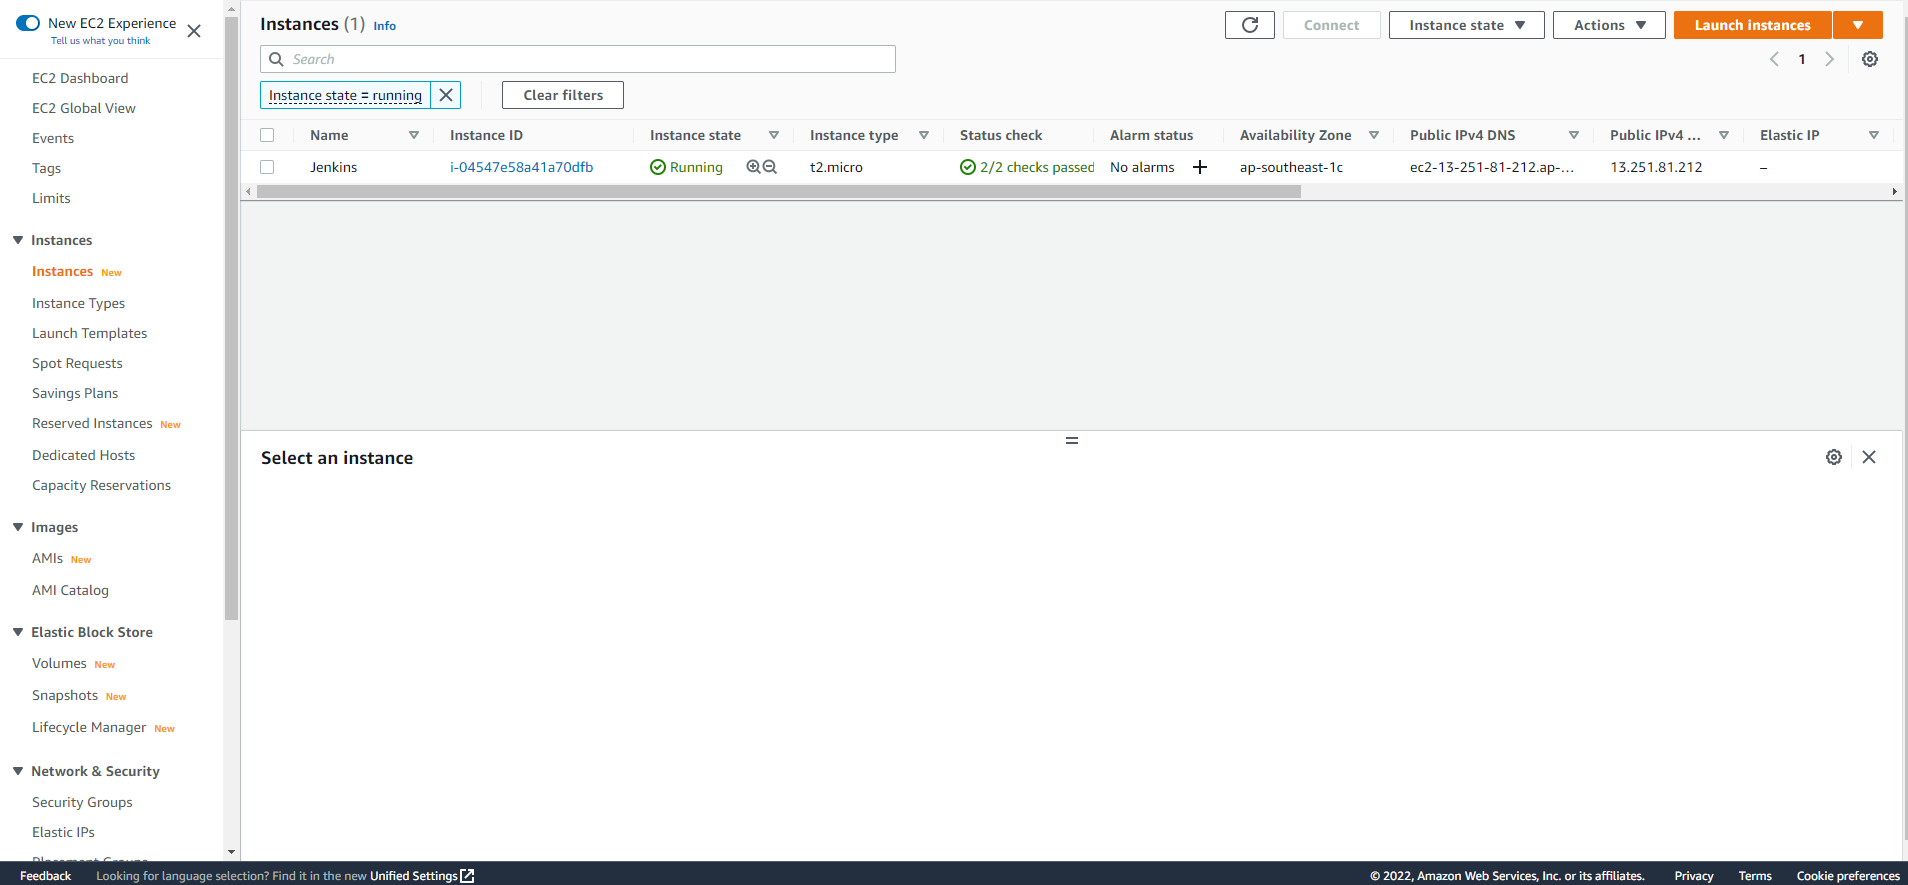 New EC2 Experience
Tell us what you think
EC2 Dashboard
EC2 Global View
Events
Tags
Limits
Instances
Instances New
Instance Types
Launch Templates
Spot Requests
Savings Plans
Reserved Instances New
Dedicated Hosts
Capacity Reservations
Images
AMIs New
AMI Catalog
Elastic Block Store
Volumes New
Snapshots New
Lifecycle Manager New
Network & Security
Security Groups
Elastic IPs
Placement Groups
Instances (1) Info
Connect Instance state Actions Launch instances
Search
1
Instance state = running Clear filters
Name Instance ID Instance state Instance type Status check Alarm status Availability Zone Public IPv4 DNS Public IPv4 ... Elastic IP
Jenkins i-04547e58a41a70dfb Running t2.micro 2/2 checks passed No alarms + ap-southeast-1c ec2-13-251-81-212.ap-... 13.251.81.212 –
Select an instance
Feedback Looking for language selection? Find it in the new Unified Settings © 2022, Amazon Web Services, Inc. or its affiliates. Privacy Terms Cookie preferences